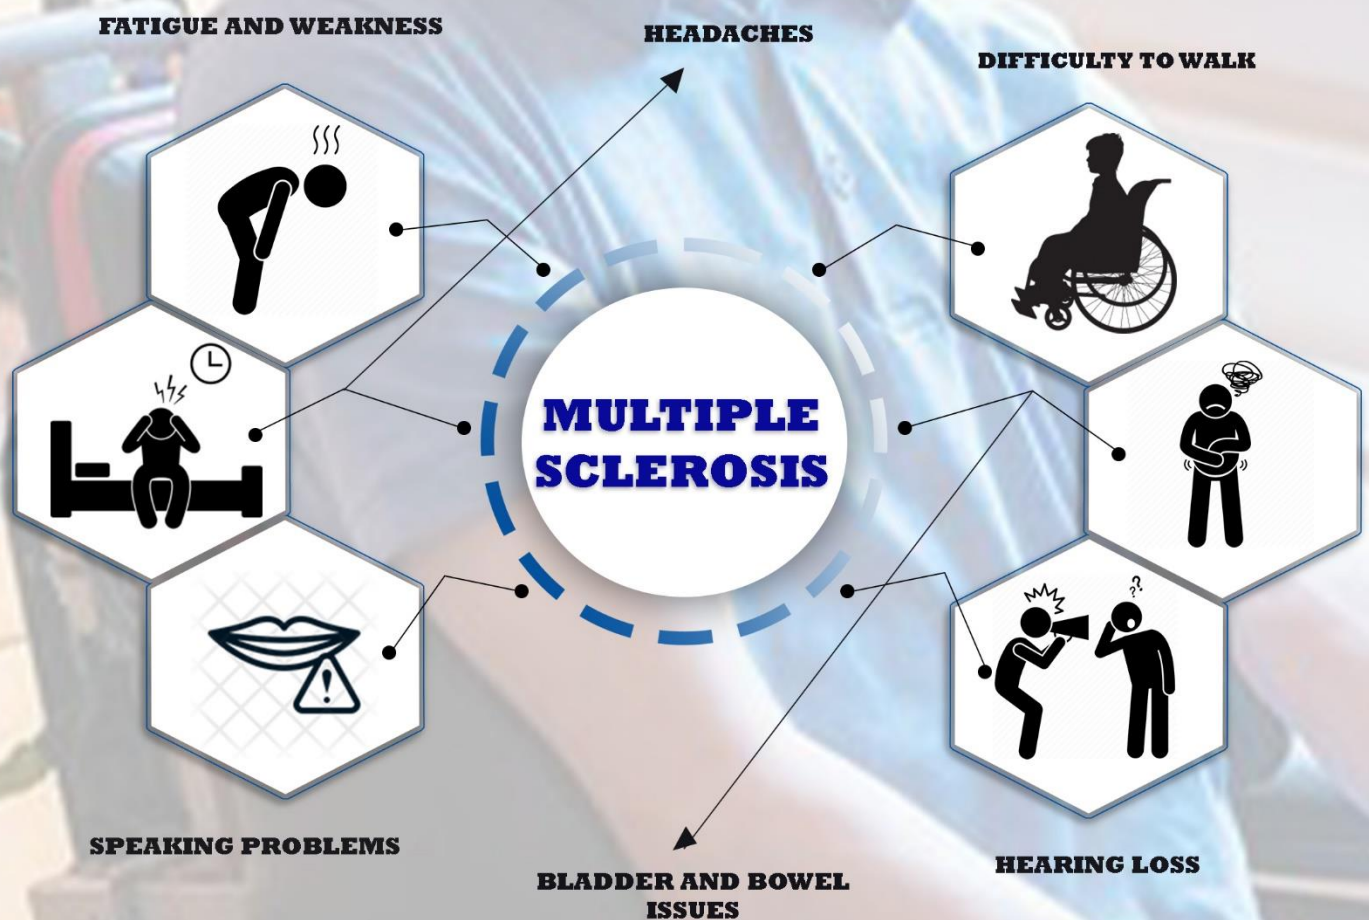 FATIGUE AND WEAKNESS
HEADACHES
DIFFICULTY TO WALK
MULTIPLE
SCLEROSIS
SPEAKING PROBLEMS
BLADDER AND BOWEL
ISSUES
HEARING LOSS